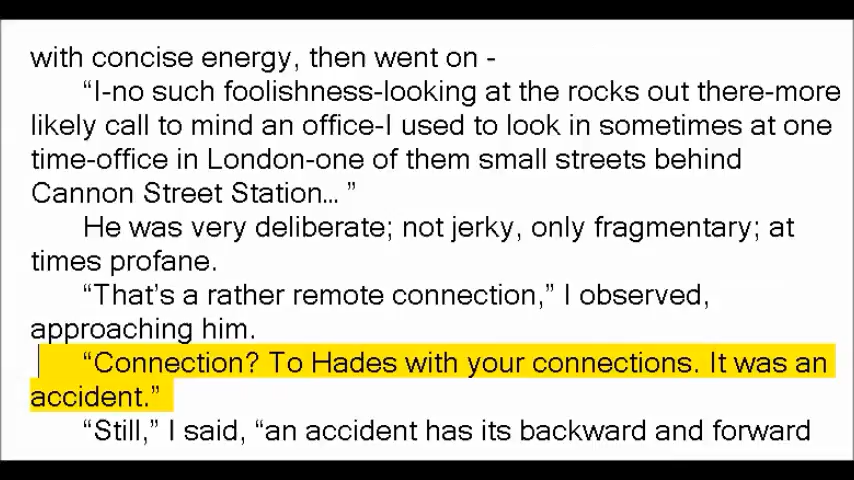 with concise energy, then went on -
“I-no such foolishness-looking at the rocks out there-more
likely call to mind an office-I used to look in sometimes at one
time-office in London-one of them small streets behind
Cannon Street Station… ”
He was very deliberate; not jerky, only fragmentary; at
times profane.
“That’s a rather remote connection,” I observed,
approaching him.
“Connection? To Hades with your connections. It was an
accident.”
“Still,” I said, “an accident has its backward and forward